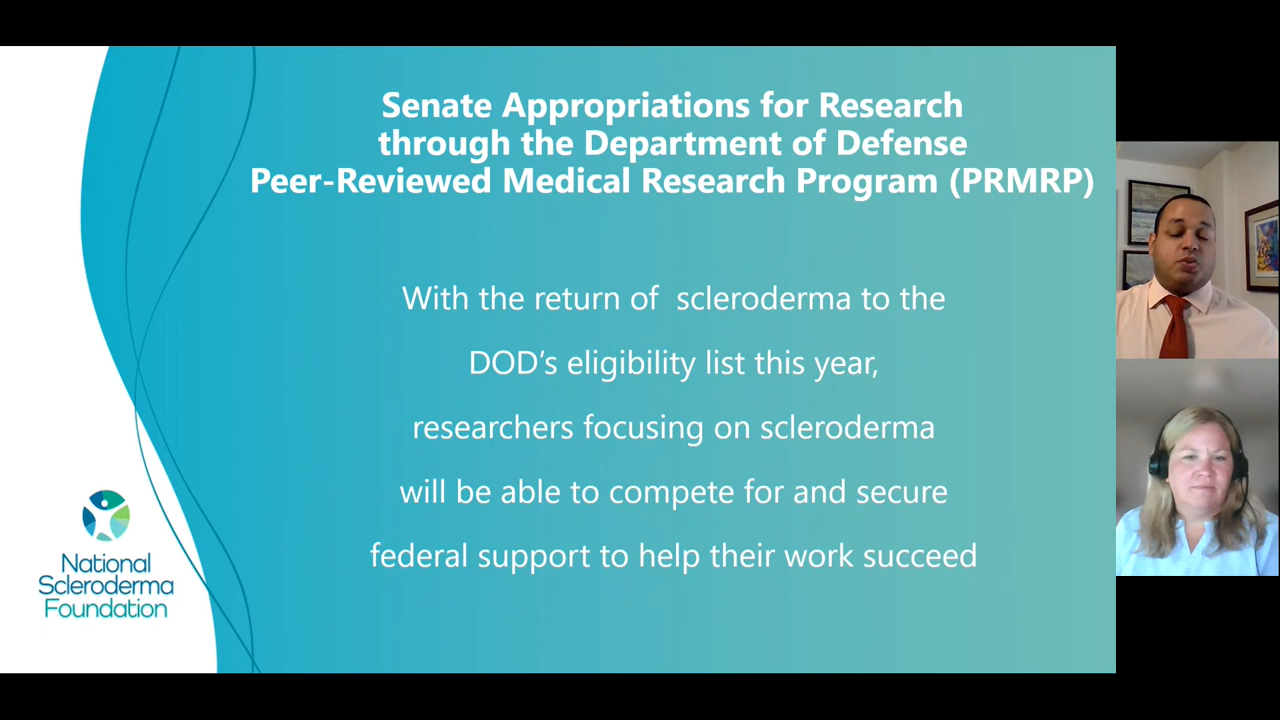 Senate Appropriations for Research
through the Department of Defense
Peer-Reviewed Medical Research Program (PRMRP)
With the return of  scleroderma to the
DOD's eligibility list this year,
researchers focusing on scleroderma
will be able to compete for and secure
federal support to help their work succeed
National
Scleroderma
Foundation